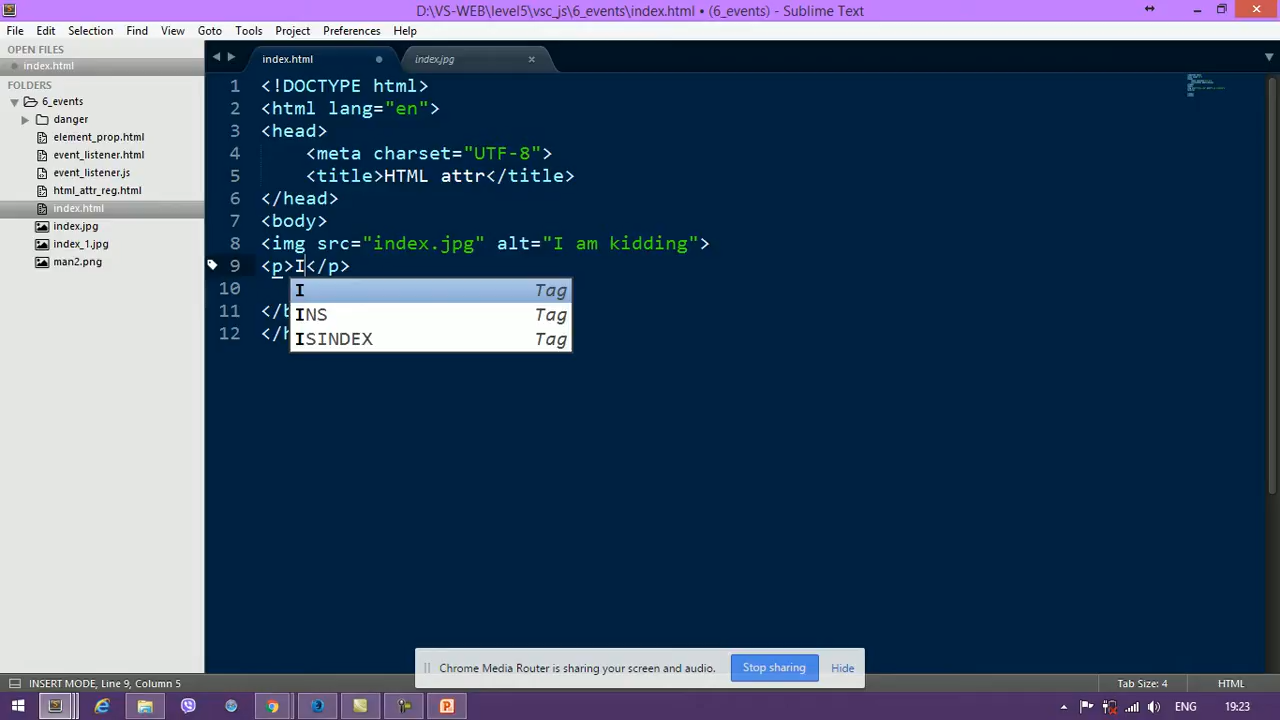 D:\VS-WEB\level5\vsc_js\6_events\index.html • (6_events) - Sublime Text
File Edit Selection Find View Goto Tools Project Preferences Help
OPEN FILES
index.html
FOLDERS
6_events
danger
element_prop.html
event_listener.html
event_listener.js
html_attr_reg.html
index.html
index.jpg
index_1.jpg
man2.png
index.html index.jpg
1 <!DOCTYPE html>
2 <html lang="en">
3 <head>
4 <meta charset="UTF-8">
5 <title>HTML attr</title>
6 </head>
7 <body>
8 <img src="index.jpg" alt="I am kidding">
9 <p>I</p>
10
11 </b
12 </h
I Tag
INS Tag
ISINDEX Tag
Chrome Media Router is sharing your screen and audio. Stop sharing Hide
INSERT MODE, Line 9, Column 5 Tab Size: 4 HTML
ENG 19:23